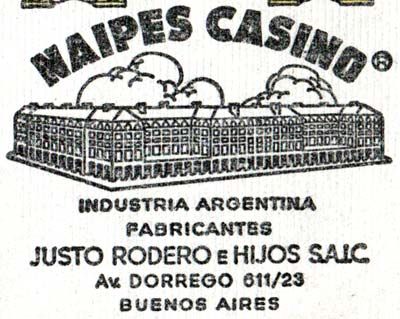 NAIPES CASINO ®
INDUSTRIA ARGENTINA
FABRICANTES
JUSTO RODERO E HIJOS S.A.I.C.
Av. DORREGO 611/23
BUENOS AIRES